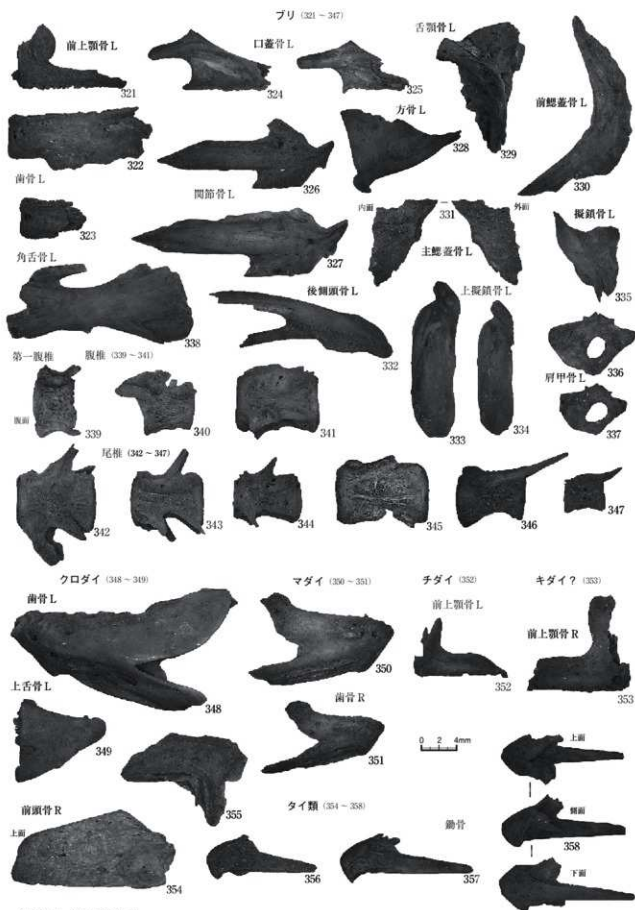 ブリ (321～347)
前上顎骨 L
321
口蓋骨 L
324
325
舌顎骨 L
329
前鰓蓋骨 L
330
322
歯骨 L
323
関節骨 L
326
327
方骨 L
328
内面
331
外面
主鰓蓋骨 L
擬鎖骨 L
335
角舌骨 L
338
後側頭骨 L
332
上擬鎖骨 L
333
334
336
肩甲骨 L
337
第一腹椎
腹面
339
腹椎 (339～341)
340
341
尾椎 (342～347)
342
343
344
345
346
347
クロダイ (348～349)
歯骨 L
348
上舌骨 L
349
マダイ (350～351)
350
歯骨 R
351
チダイ (352)
前上顎骨 L
352
キダイ？ (353)
前上顎骨 R
353
0 2 4mm
355
前頭骨 R
上面
354
タイ類 (354～358)
356
鋤骨
357
上面
側面
358
下面